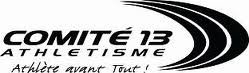 COMITÉ 13
ATHLETISME
Athlète avant Tout !